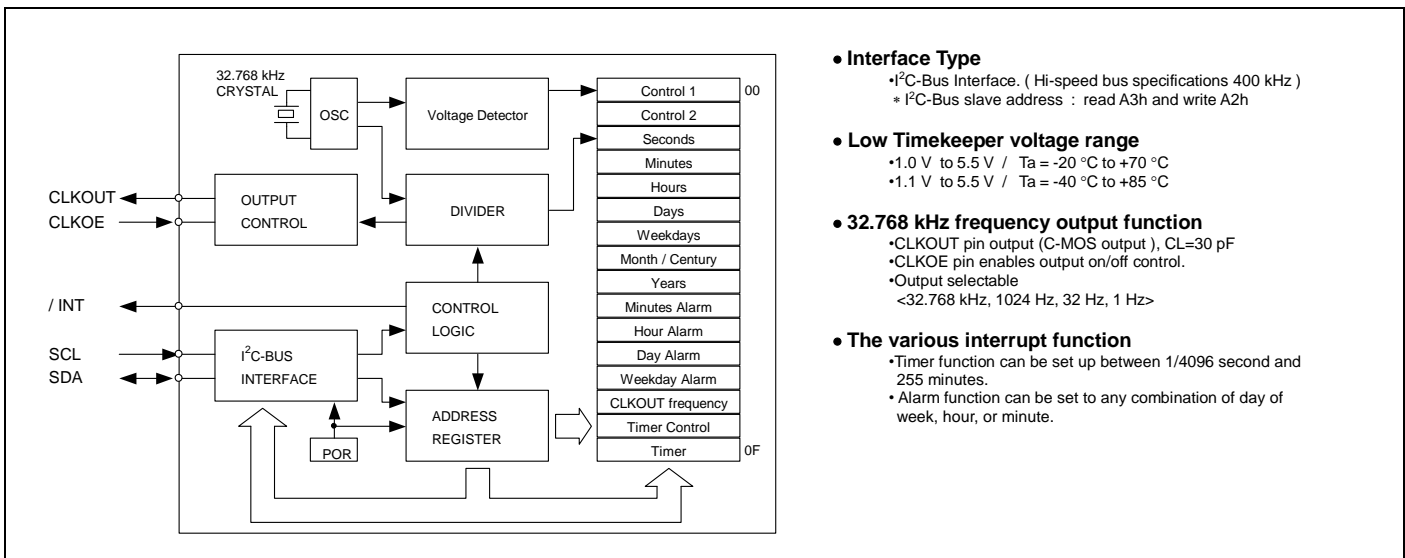 32.768 kHz
CRYSTAL
OSC
Voltage Detector
CLKOUT
CLKOE
OUTPUT
CONTROL
DIVIDER
/ INT
CONTROL
LOGIC
SCL
SDA
I²C-BUS
INTERFACE
ADDRESS
REGISTER
POR
Control 1
00
Control 2
Seconds
Minutes
Hours
Days
Weekdays
Month / Century
Years
Minutes Alarm
Hour Alarm
Day Alarm
Weekday Alarm
CLKOUT frequency
Timer Control
Timer
0F
● Interface Type
•I²C-Bus Interface. ( Hi-speed bus specifications 400 kHz )
∗ I²C-Bus slave address : read A3h and write A2h
● Low Timekeeper voltage range
•1.0 V to 5.5 V / Ta = -20 °C to +70 °C
•1.1 V to 5.5 V / Ta = -40 °C to +85 °C
● 32.768 kHz frequency output function
•CLKOUT pin output (C-MOS output ), CL=30 pF
•CLKOE pin enables output on/off control.
•Output selectable
<32.768 kHz, 1024 Hz, 32 Hz, 1 Hz>
● The various interrupt function
•Timer function can be set up between 1/4096 second and
255 minutes.
• Alarm function can be set to any combination of day of
week, hour, or minute.